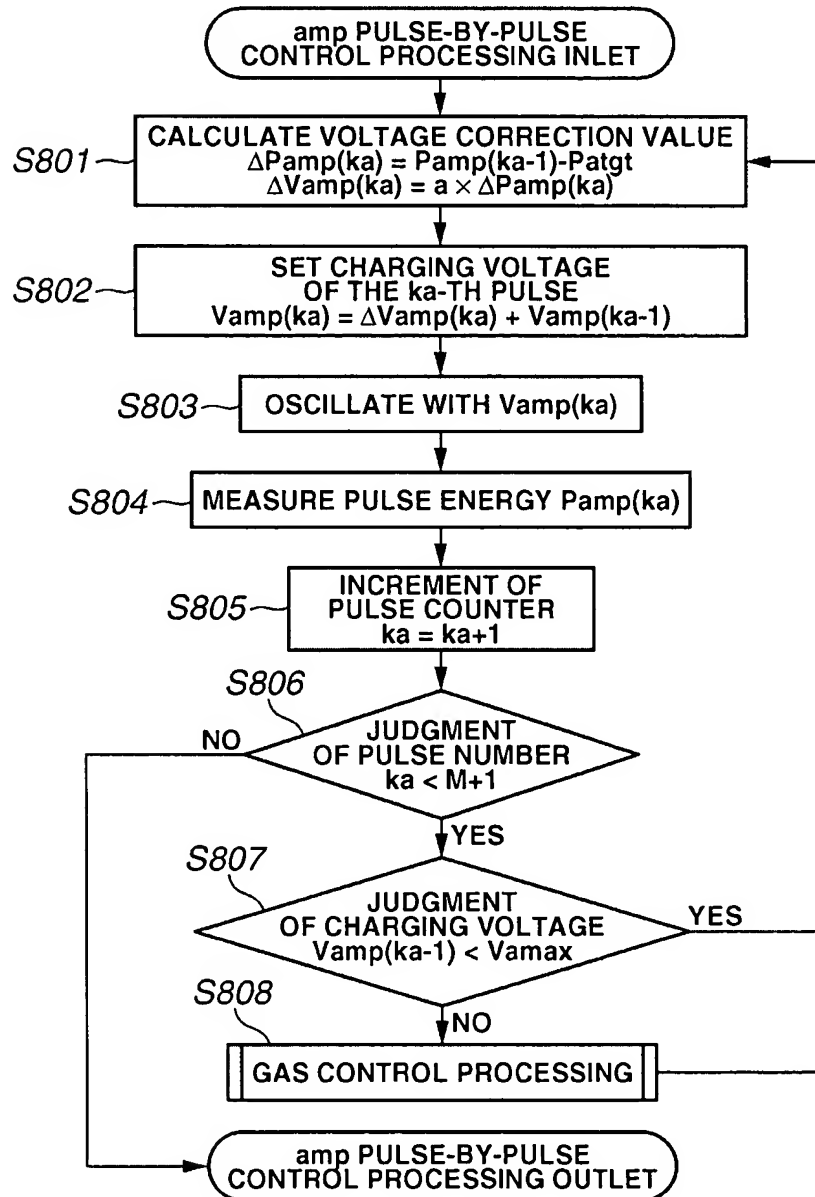 amp PULSE-BY-PULSE
CONTROL PROCESSING INLET
S801
CALCULATE VOLTAGE CORRECTION VALUE
ΔPamp(ka) = Pamp(ka-1)-Patgt
ΔVamp(ka) = a × ΔPamp(ka)
S802
SET CHARGING VOLTAGE
OF THE ka-TH PULSE
Vamp(ka) = ΔVamp(ka) + Vamp(ka-1)
S803
OSCILLATE WITH Vamp(ka)
S804
MEASURE PULSE ENERGY Pamp(ka)
S805
INCREMENT OF
PULSE COUNTER
ka = ka+1
S806
NO
JUDGMENT
OF PULSE NUMBER
ka < M+1
YES
S807
JUDGMENT
OF CHARGING VOLTAGE
Vamp(ka-1) < Vamax
YES
NO
S808
GAS CONTROL PROCESSING
amp PULSE-BY-PULSE
CONTROL PROCESSING OUTLET